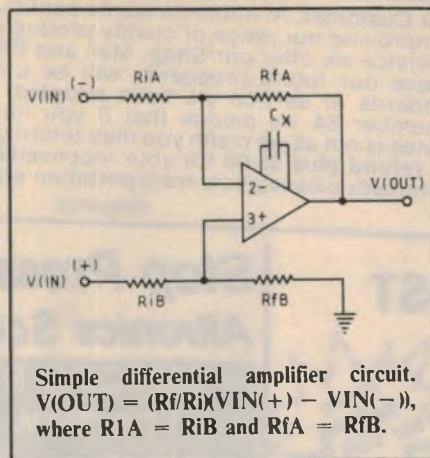 RiA
RfA
V(IN) (-)
Cx
2-
3+
V(OUT)
V(IN) (+)
RiB
RfB
Simple differential amplifier circuit.
V(OUT) = (Rf/Ri)(VIN(+) − VIN(−)),
where R1A = RiB and RfA = RfB.